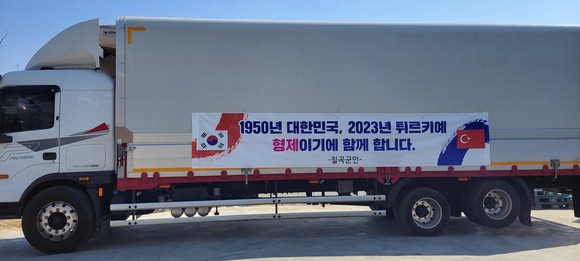 1950년 대한민국, 2023년 튀르키예
형제이기에 함께 합니다.
-칠곡군민-